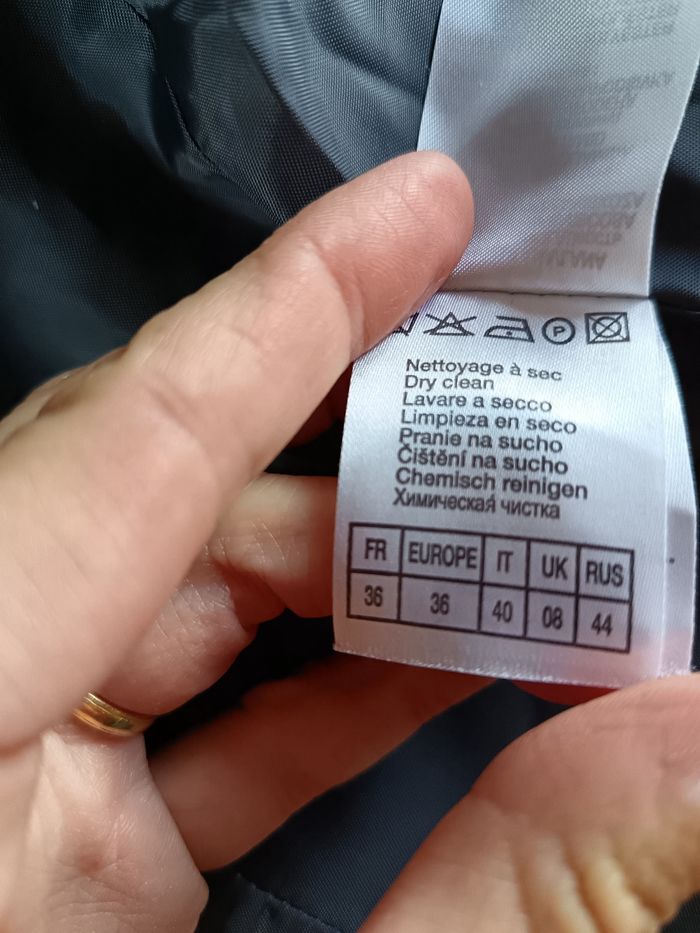 P
Nettoyage à sec
Dry clean
Lavare a secco
Limpieza en seco
Pranie na sucho
Čištění na sucho
Chemisch reinigen
Химическая чистка
FR EUROPE IT UK RUS
36 36 40 08 44